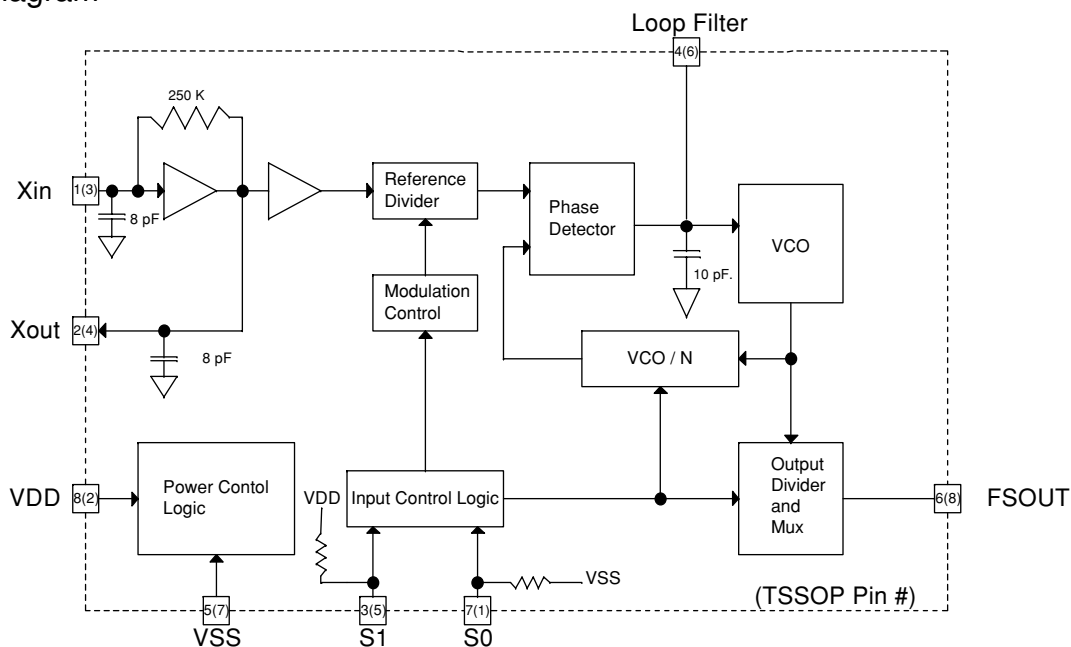 Loop Filter
4(6)
250 K
Xin
1(3)
8 pF
Reference
Divider
Phase
Detector
VCO
10 pF.
Modulation
Control
Xout
2(4)
8 pF
VCO / N
VDD
8(2)
Power Contol
Logic
VDD
Input Control Logic
Output
Divider
and
Mux
6(8)
FSOUT
VSS
(TSSOP Pin #)
5(7)
3(5)
7(1)
VSS
S1
S0